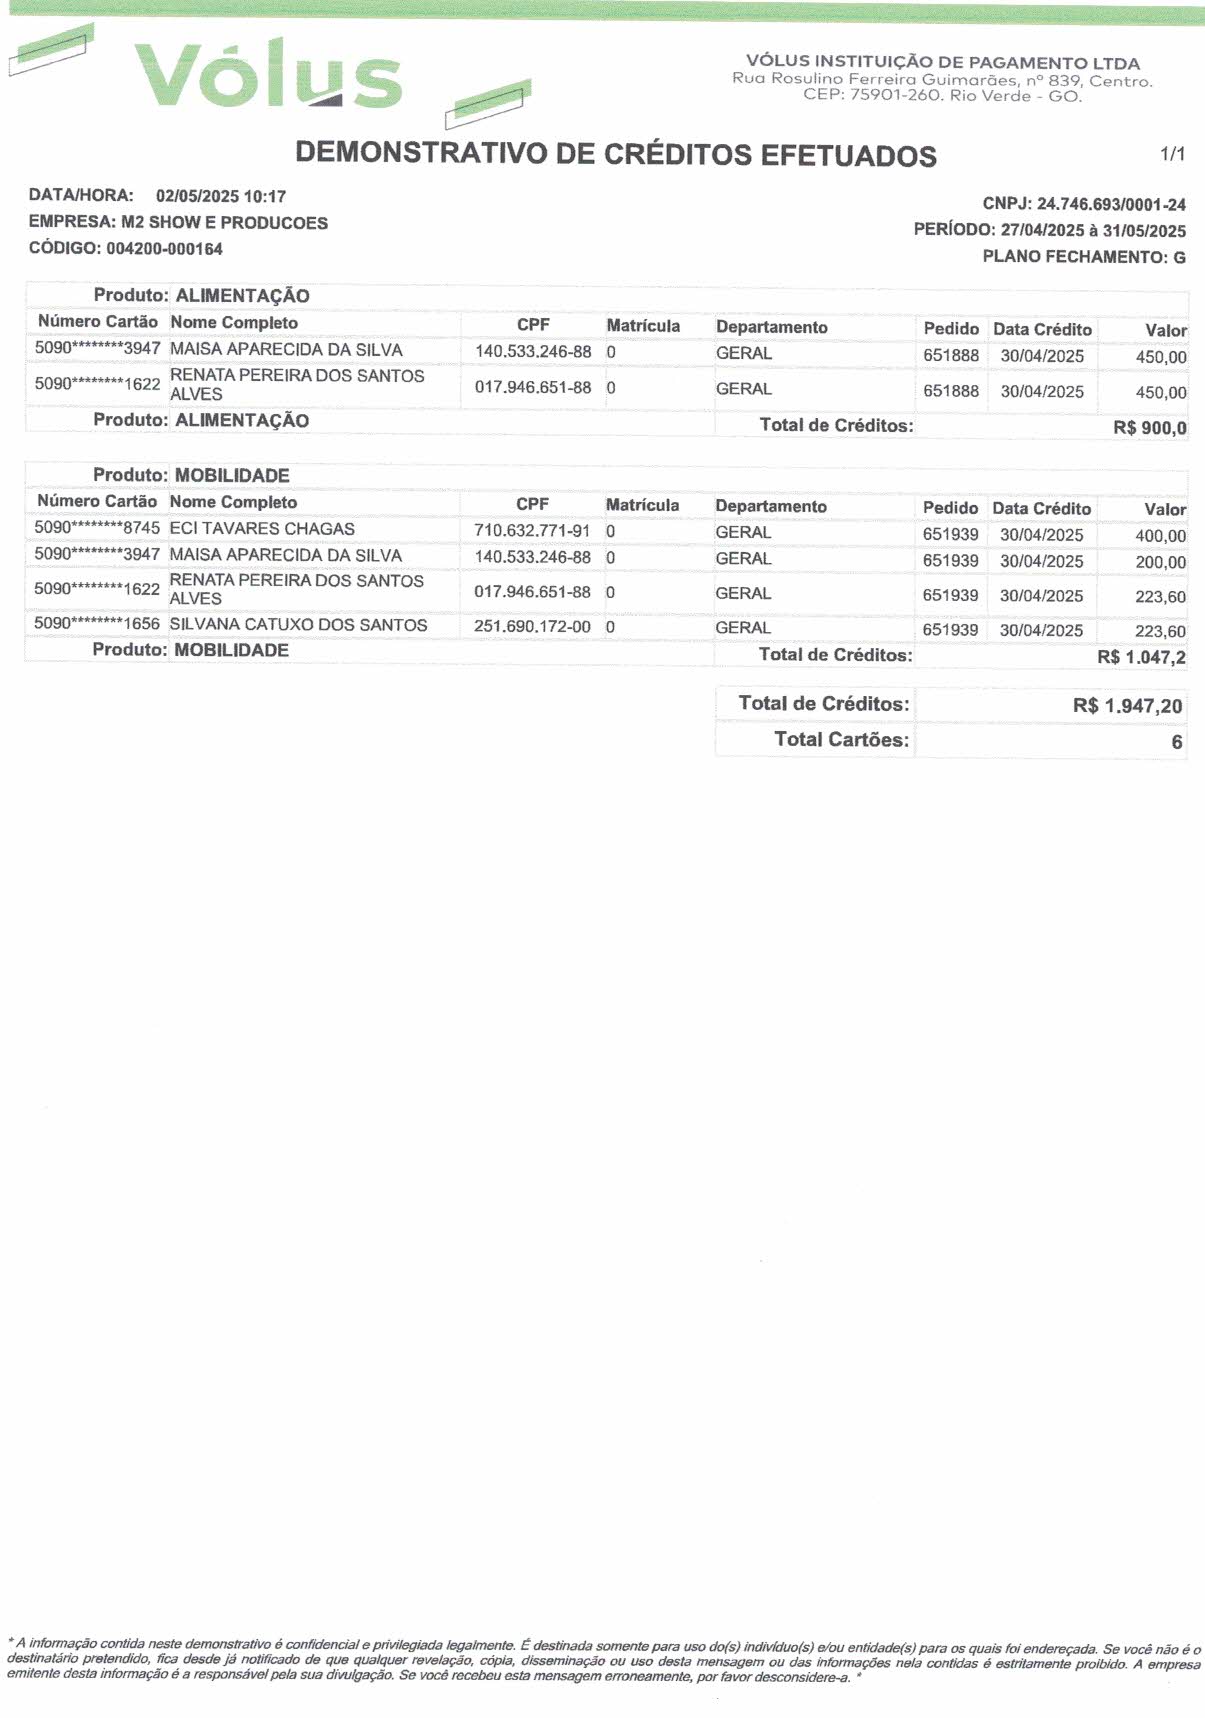 Vólus
VÓLUS INSTITUIÇÃO DE PAGAMENTO LTDA
Rua Rosulino Ferreira Guimarães, nº 839, Centro.
CEP: 75901-260. Rio Verde - GO.
DEMONSTRATIVO DE CRÉDITOS EFETUADOS 1/1
DATA/HORA: 02/05/2025 10:17
EMPRESA: M2 SHOW E PRODUCOES
CÓDIGO: 004200-000164
CNPJ: 24.746.693/0001-24
PERÍODO: 27/04/2025 à 31/05/2025
PLANO FECHAMENTO: G
Produto: ALIMENTAÇÃO
Número Cartão Nome Completo CPF Matrícula Departamento Pedido Data Crédito Valor
5090********3947 MAISA APARECIDA DA SILVA 140.533.246-88 0 GERAL 651888 30/04/2025 450,00
5090********1622 RENATA PEREIRA DOS SANTOS ALVES 017.946.651-88 0 GERAL 651888 30/04/2025 450,00
Produto: ALIMENTAÇÃO Total de Créditos: R$ 900,0
Produto: MOBILIDADE
Número Cartão Nome Completo CPF Matrícula Departamento Pedido Data Crédito Valor
5090********8745 ECI TAVARES CHAGAS 710.632.771-91 0 GERAL 651939 30/04/2025 400,00
5090********3947 MAISA APARECIDA DA SILVA 140.533.246-88 0 GERAL 651939 30/04/2025 200,00
5090********1622 RENATA PEREIRA DOS SANTOS ALVES 017.946.651-88 0 GERAL 651939 30/04/2025 223,60
5090********1656 SILVANA CATUXO DOS SANTOS 251.690.172-00 0 GERAL 651939 30/04/2025 223,60
Produto: MOBILIDADE Total de Créditos: R$ 1.047,2
Total de Créditos: R$ 1.947,20
Total Cartões: 6
* A informação contida neste demonstrativo é confidencial e privilegiada legalmente. É destinada somente para uso do(s) indivíduo(s) e/ou entidade(s) para os quais foi endereçada. Se você não é o
destinatário pretendido, fica desde já notificado de que qualquer revelação, cópia, disseminação ou uso desta mensagem ou das informações nela contidas é estritamente proibido. A empresa
emitente desta informação é a responsável pela sua divulgação. Se você recebeu esta mensagem erroneamente, por favor desconsidere-a. *